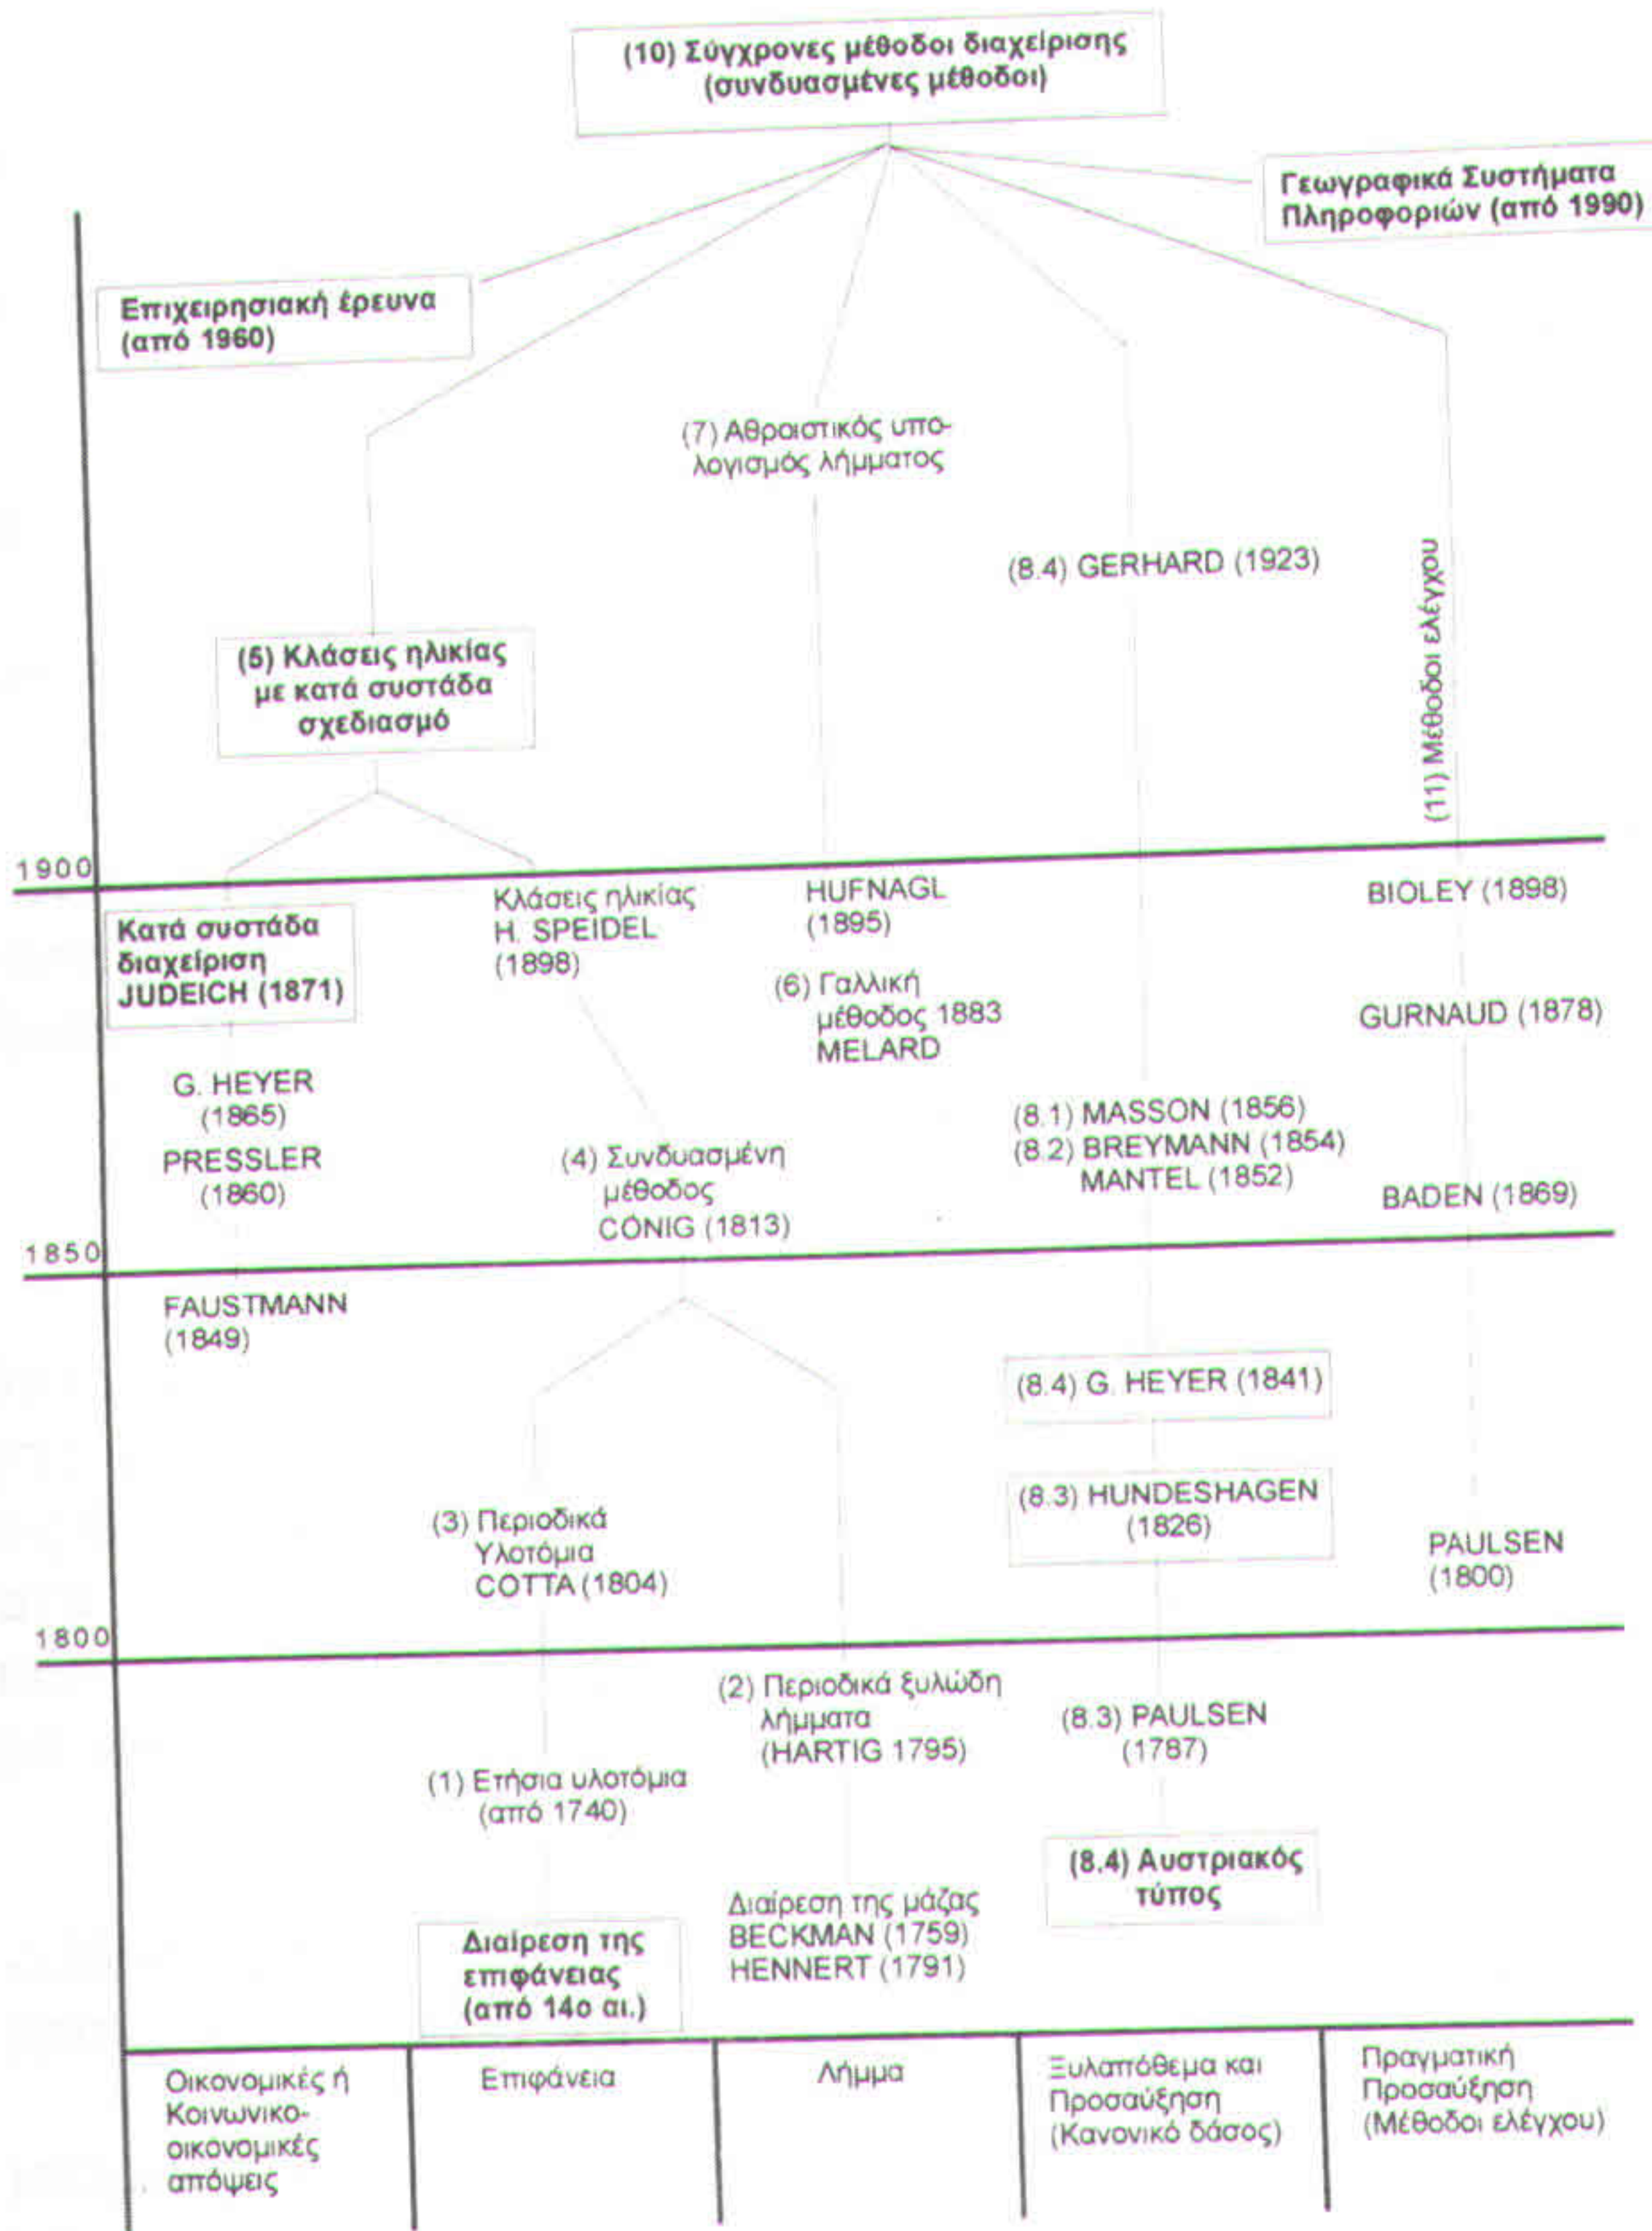 (10) Σύγχρονες μέθοδοι διαχείρισης
(συνδυασμένες μέθοδοι)
Γεωγραφικά Συστήματα
Πληροφοριών (από 1990)
Επιχειρησιακή έρευνα
(από 1960)
(7) Αθροιστικός υπο-
λογισμός λήμματος
(8.4) GERHARD (1923)
(11) Μέθοδοι ελέγχου
(5) Κλάσεις ηλικίας
με κατά συστάδα
σχεδιασμό
1900
Κατά συστάδα
διαχείριση
JUDEICH (1871)
Κλάσεις ηλικίας
H. SPEIDEL
(1898)
HUFNAGL
(1895)
BIOLEY (1898)
(6) Γαλλική
μέθοδος 1883
MELARD
GURNAUD (1878)
G. HEYER
(1865)
PRESSLER
(1860)
(4) Συνδυασμένη
μέθοδος
CÓNIG (1813)
(8.1) MASSON (1856)
(8.2) BREYMANN (1854)
MANTEL (1852)
BADEN (1869)
1850
FAUSTMANN
(1849)
(8.4) G. HEYER (1841)
(8.3) HUNDESHAGEN
(1826)
(3) Περιοδικά
Υλοτόμια
COTTA (1804)
PAULSEN
(1800)
1800
(2) Περιοδικά ξυλώδη
λήμματα
(HARTIG 1795)
(8.3) PAULSEN
(1787)
(1) Ετήσια υλοτόμια
(από 1740)
(8.4) Αυστριακός
τύπος
Διαίρεση της
επιφάνειας
(από 14ο αι.)
Διαίρεση της μάζας
BECKMAN (1759)
HENNERT (1791)
Οικονομικές ή
Κοινωνικο-
οικονομικές
απόψεις
Επιφάνεια
Λήμμα
Ξυλαπόθεμα και
Προσαύξηση
(Κανονικό δάσος)
Πραγματική
Προσαύξηση
(Μέθοδοι ελέγχου)